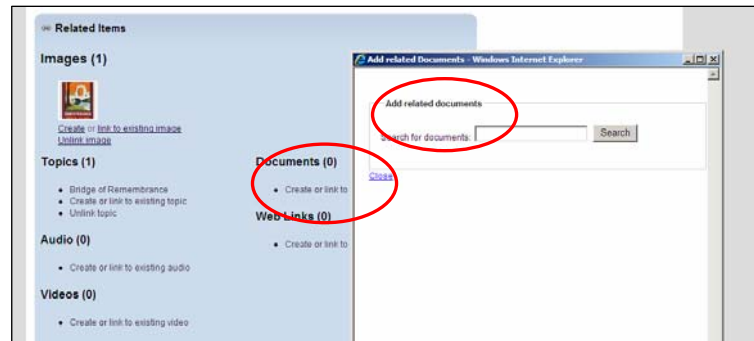 Related Items
Images (1)
Create or link to existing image
Unlink image
Topics (1)
Bridge of Remembrance
Create or link to existing topic
Unlink topic
Audio (0)
Create or link to existing audio
Videos (0)
Create or link to existing video
Documents (0)
Create or link to
Web Links (0)
Create or link to
Add related Documents - Windows Internet Explorer
Add related documents
Search for documents:
Search
Close